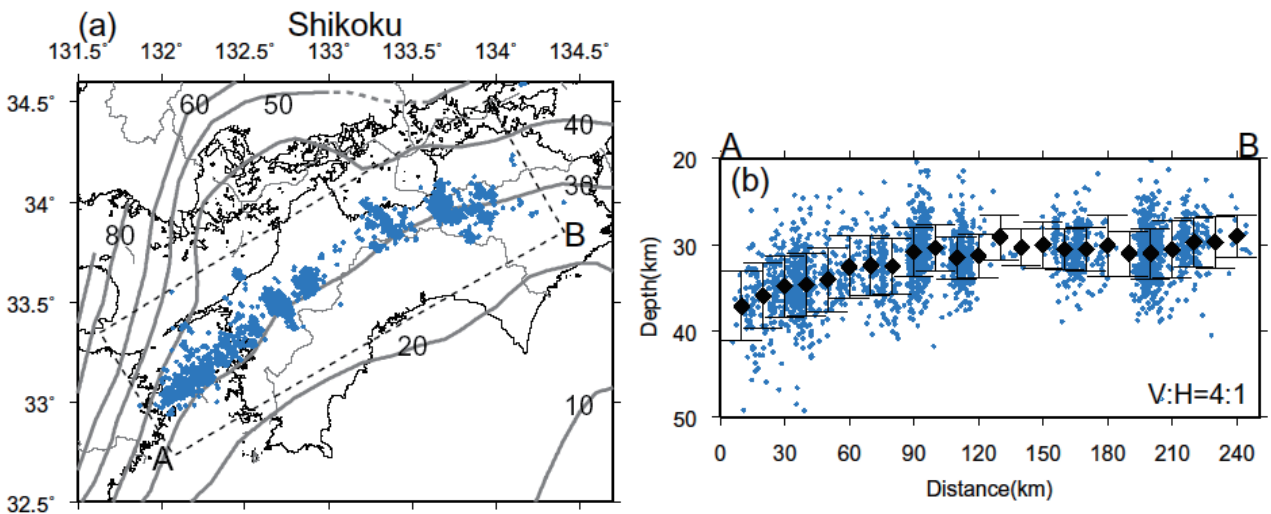 (a) Shikoku
131.5˚ 132˚ 132.5˚ 133˚ 133.5˚ 134˚ 134.5˚
34.5˚
34˚
33.5˚
33˚
32.5˚
60 50
40
30
80
B
20
10
A
A B
(b)
20
30
40
50
Depth(km)
V:H=4:1
0 30 60 90 120 150 180 210 240
Distance(km)